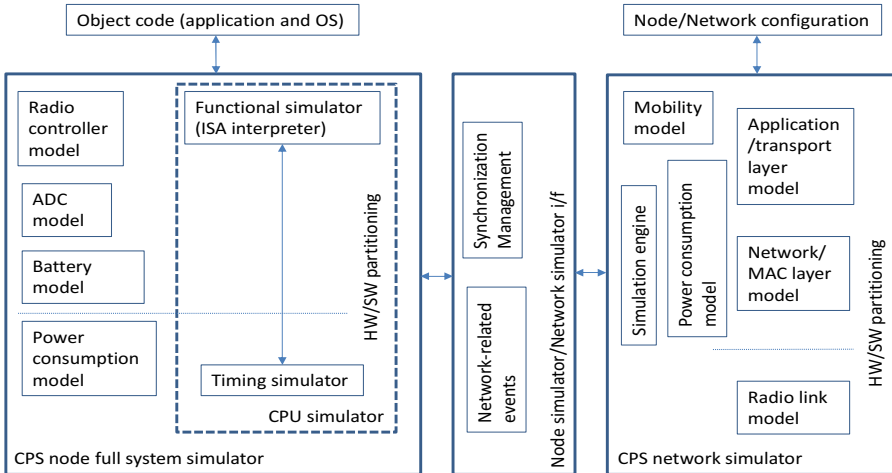 Object code (application and OS)
Node/Network configuration
Radio
controller
model
ADC
model
Battery
model
Power
consumption
model
Functional simulator
(ISA interpreter)
HW/SW partitioning
Timing simulator
CPU simulator
CPS node full system simulator
Synchronization
Management
Network-related
events
Node simulator/Network simulator i/f
Mobility
model
Simulation engine
Power consumption
model
Application
/transport
layer
model
Network/
MAC layer
model
HW/SW partitioning
Radio link
model
CPS network simulator